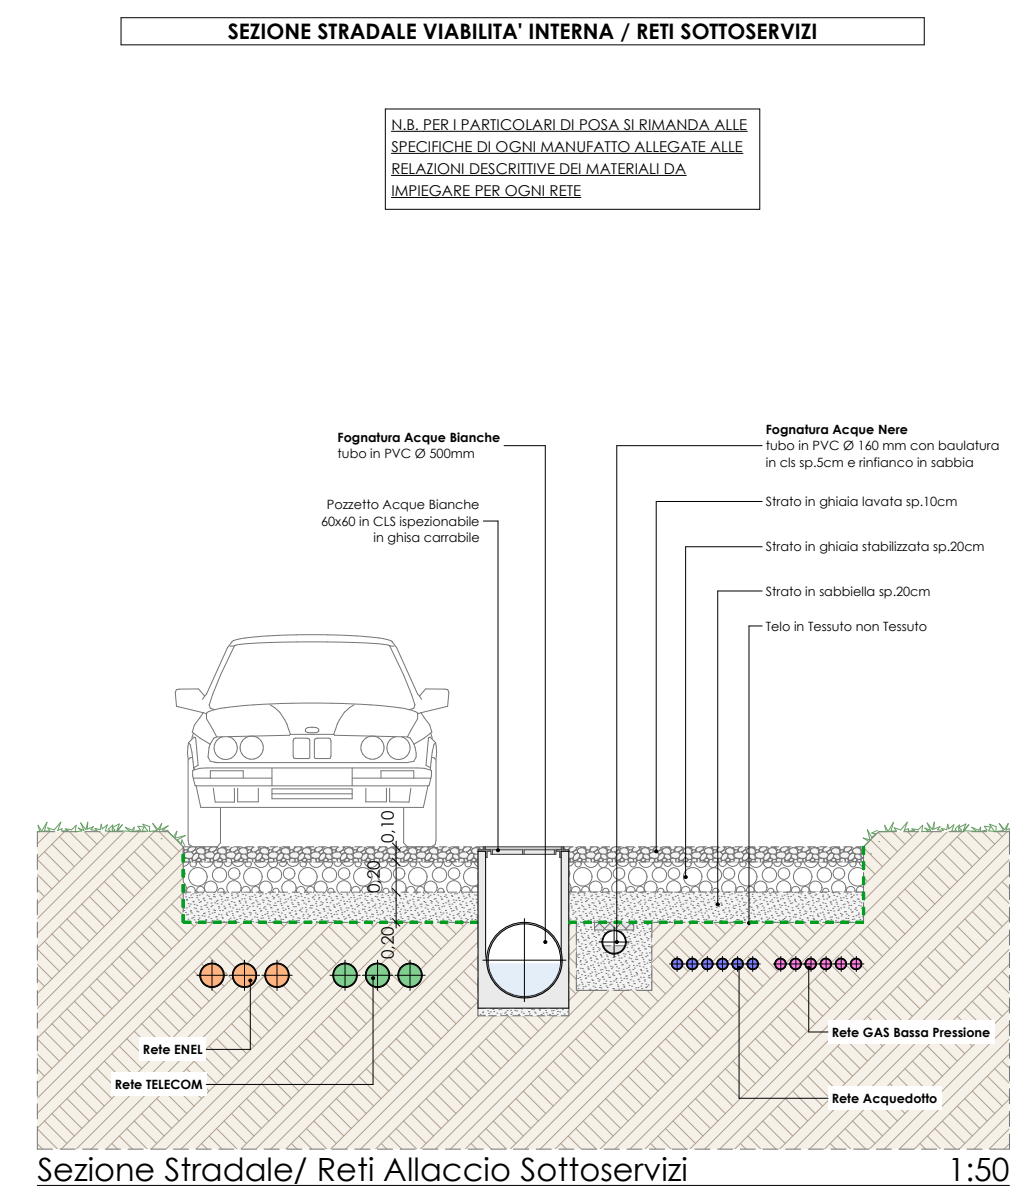 SEZIONE STRADALE VIABILITA' INTERNA / RETI SOTTOSERVIZI
N.B. PER I PARTICOLARI DI POSA SI RIMANDA ALLE
SPECIFICHE DI OGNI MANUFATTO ALLEGATE ALLE
RELAZIONI DESCRITTIVE DEI MATERIALI DA
IMPIEGARE PER OGNI RETE
Fognatura Acque Bianche
tubo in PVC Ø 500mm
Pozzetto Acque Bianche
60x60 in CLS ispezionabile
in ghisa carrabile
Fognatura Acque Nere
tubo in PVC Ø 160 mm con baulatura
in cls sp.5cm e rinfianco in sabbia
Strato in ghiaia lavata sp.10cm
Strato in ghiaia stabilizzata sp.20cm
Strato in sabbiella sp.20cm
Telo in Tessuto non Tessuto
0,10
0,20
0,20
Rete ENEL
Rete TELECOM
Rete GAS Bassa Pressione
Rete Acquedotto
Sezione Stradale/ Reti Allaccio Sottoservizi 1:50